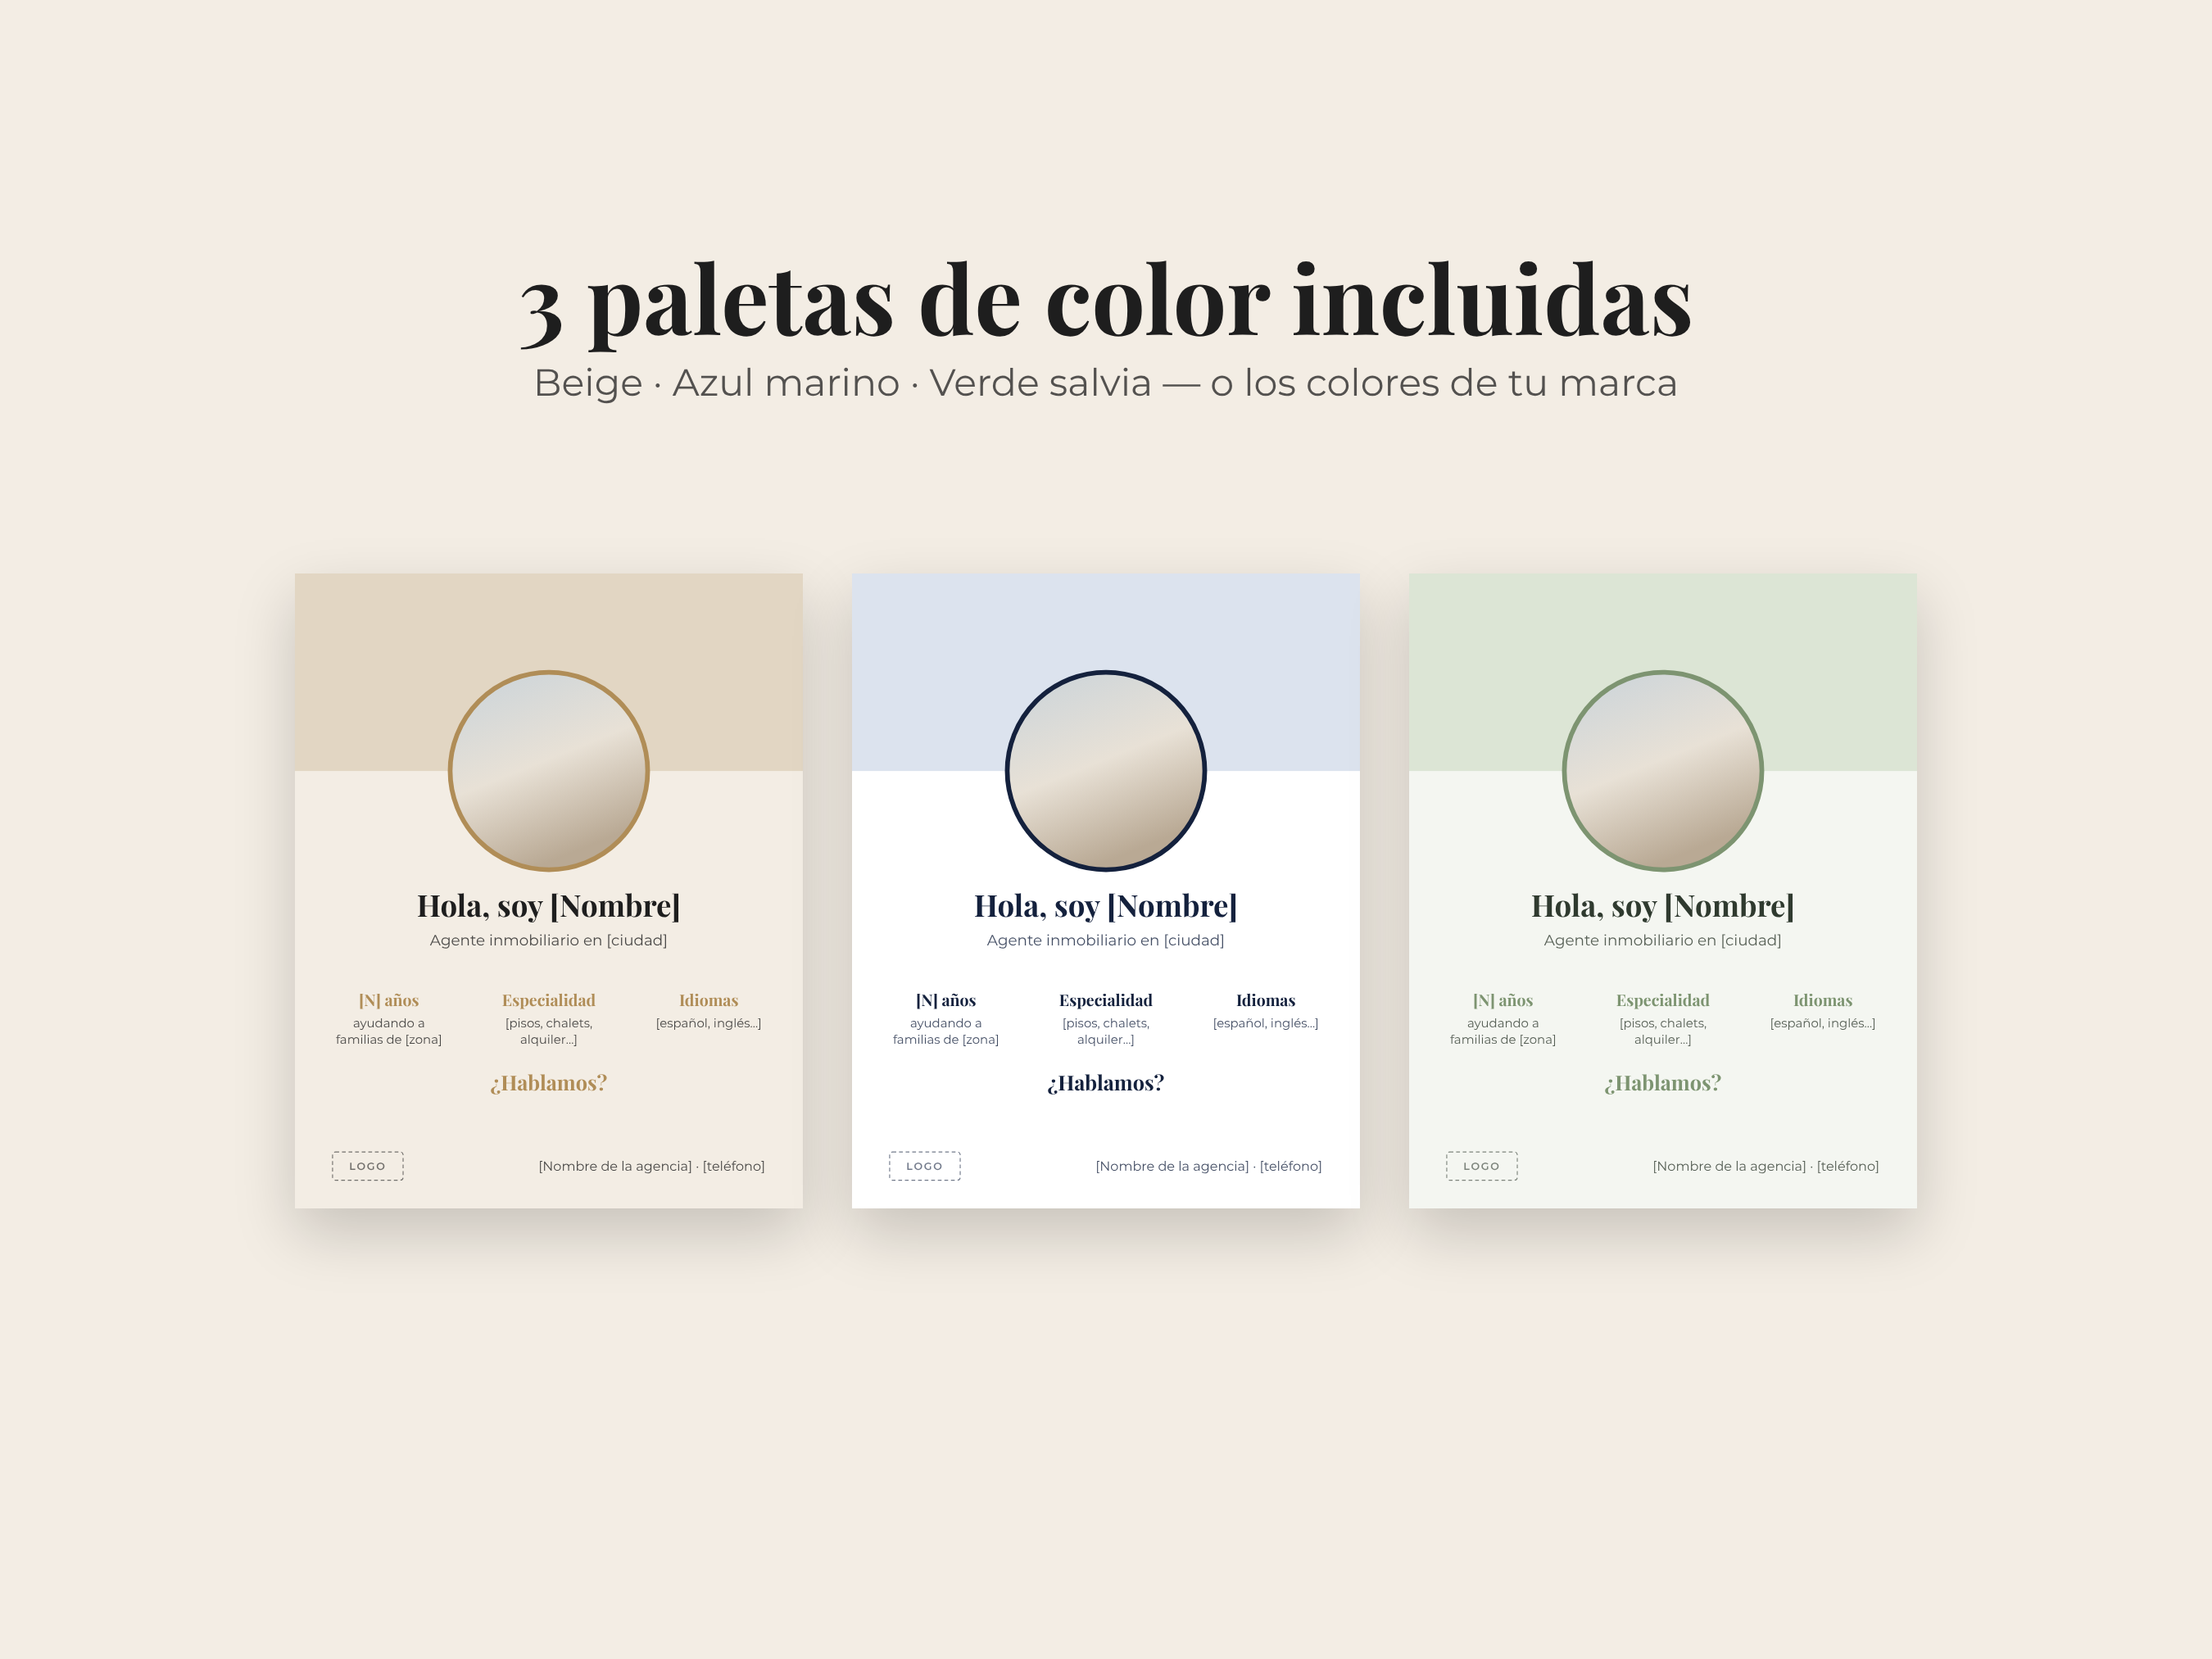 3 paletas de color incluidas
Beige · Azul marino · Verde salvia — o los colores de tu marca
Hola, soy [Nombre]
Agente inmobiliario en [ciudad]
[N] años
ayudando a
familias de [zona]
Especialidad
[pisos, chalets,
alquiler...]
Idiomas
[español, inglés...]
¿Hablamos?
LOGO
[Nombre de la agencia] · [teléfono]
Hola, soy [Nombre]
Agente inmobiliario en [ciudad]
[N] años
ayudando a
familias de [zona]
Especialidad
[pisos, chalets,
alquiler...]
Idiomas
[español, inglés...]
¿Hablamos?
LOGO
[Nombre de la agencia] · [teléfono]
Hola, soy [Nombre]
Agente inmobiliario en [ciudad]
[N] años
ayudando a
familias de [zona]
Especialidad
[pisos, chalets,
alquiler...]
Idiomas
[español, inglés...]
¿Hablamos?
LOGO
[Nombre de la agencia] · [teléfono]